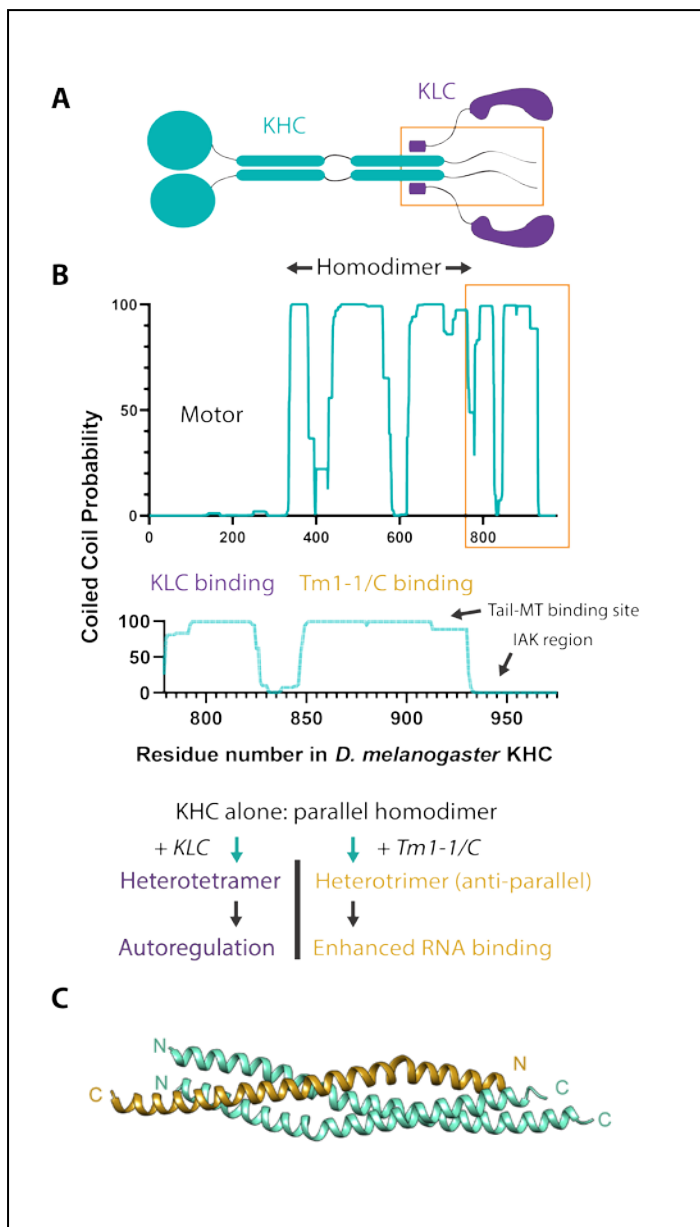 A
KLC
KHC
B
Homodimer
100
50
0
Motor
0 200 400 600 800
Coiled Coil Probability
KLC binding Tm1-1/C binding
Tail-MT binding site
IAK region
100
50
0
800 850 900 950
Residue number in D. melanogaster KHC
KHC alone: parallel homodimer
+ KLC + Tm1-1/C
Heterotetramer Heterotrimer (anti-parallel)
Autoregulation Enhanced RNA binding
C
N
N
N
C
C
C